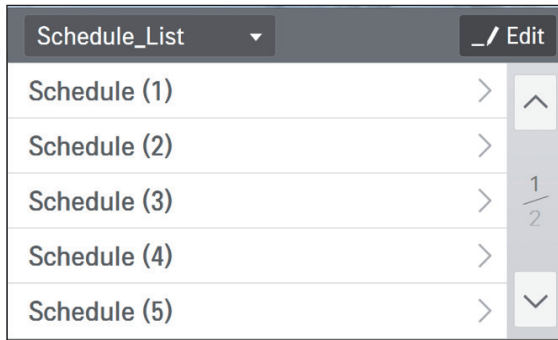 Schedule_List
Edit
Schedule (1)
Schedule (2)
Schedule (3)
Schedule (4)
Schedule (5)
1
2